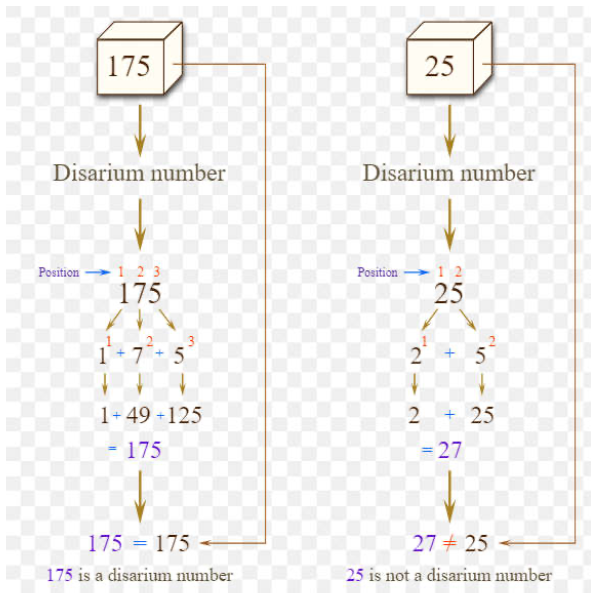 175
Disarium number
Position 1 2 3
175
1^1 + 7^2 + 5^3
1 + 49 + 125
= 175
175 = 175
175 is a disarium number
25
Disarium number
Position 1 2
25
2^1 + 5^2
2 + 25
= 27
27 ≠ 25
25 is not a disarium number